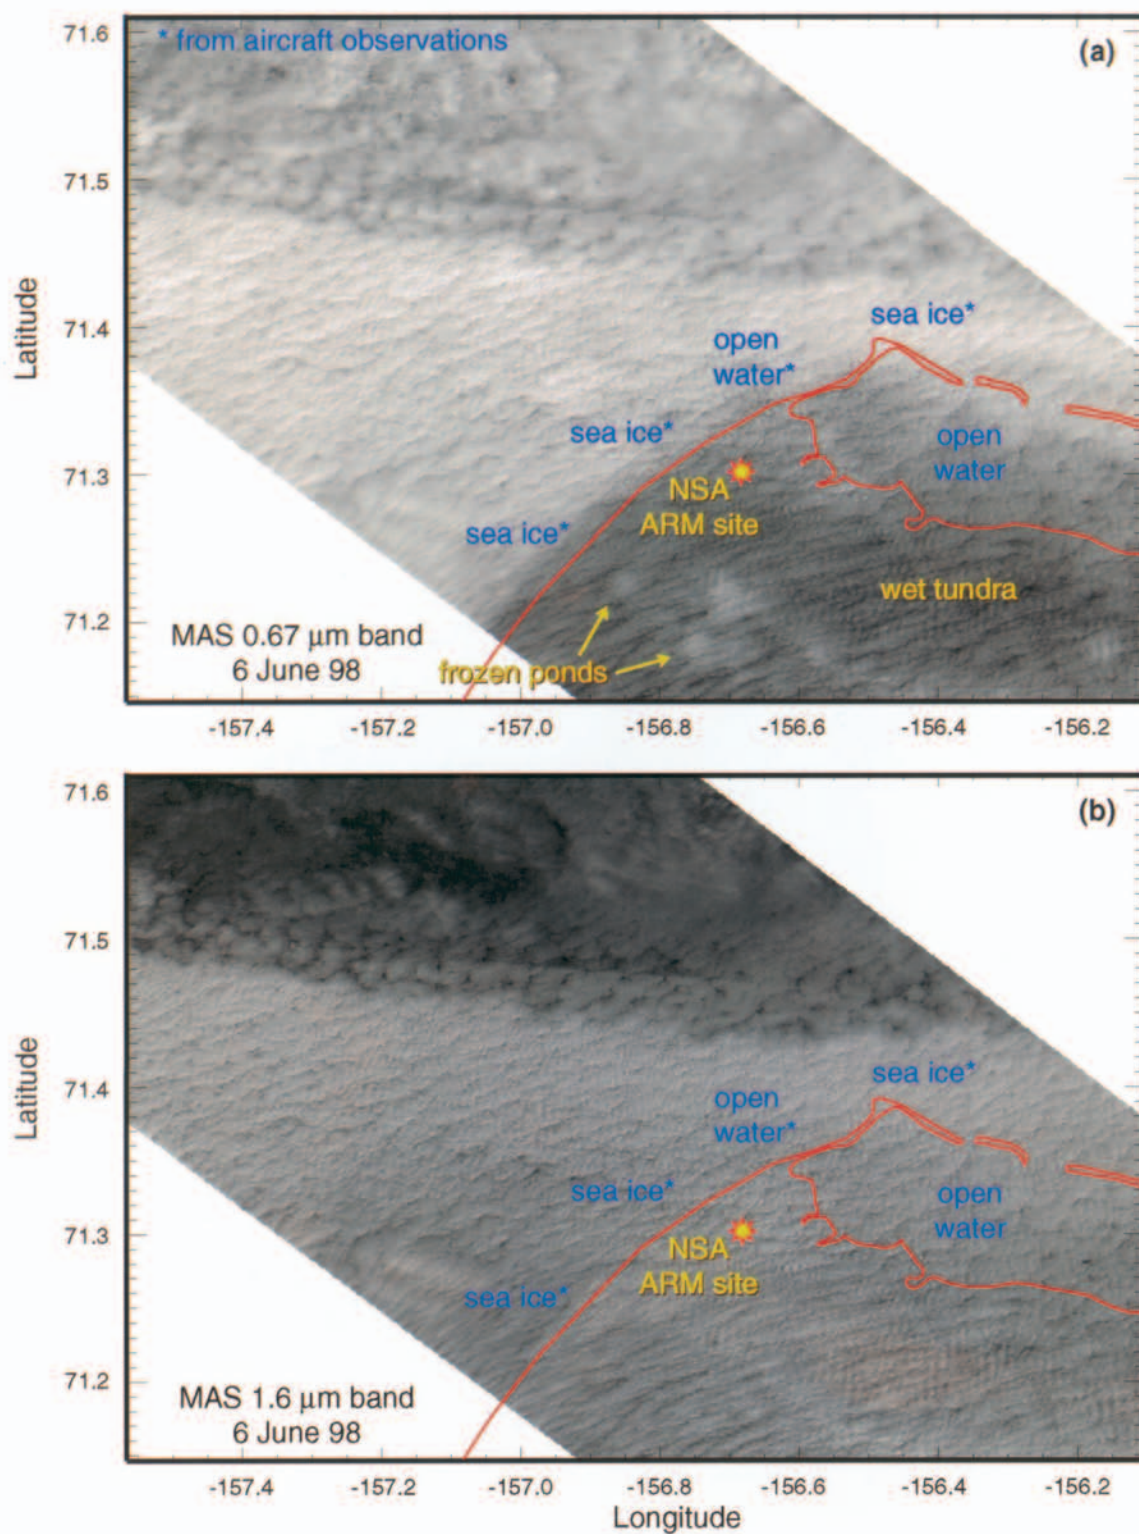 * from aircraft observations
(a)
71.6
71.5
71.4
71.3
71.2
Latitude
sea ice*
open
water*
sea ice*
open
water
NSA
ARM site
sea ice*
wet tundra
MAS 0.67 μm band
6 June 98
frozen ponds
-157.4
-157.2
-157.0
-156.8
-156.6
-156.4
-156.2
(b)
71.6
71.5
71.4
71.3
71.2
Latitude
sea ice*
open
water*
sea ice*
open
water
NSA
ARM site
sea ice*
MAS 1.6 μm band
6 June 98
-157.4
-157.2
-157.0
-156.8
-156.6
-156.4
-156.2
Longitude